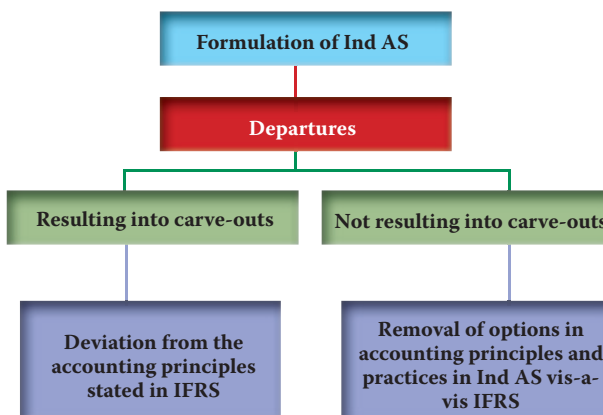 Formulation of Ind AS
Departures
Resulting into carve-outs
Not resulting into carve-outs
Deviation from the
accounting principles
stated in IFRS
Removal of options in
accounting principles and
practices in Ind AS vis-a-
vis IFRS